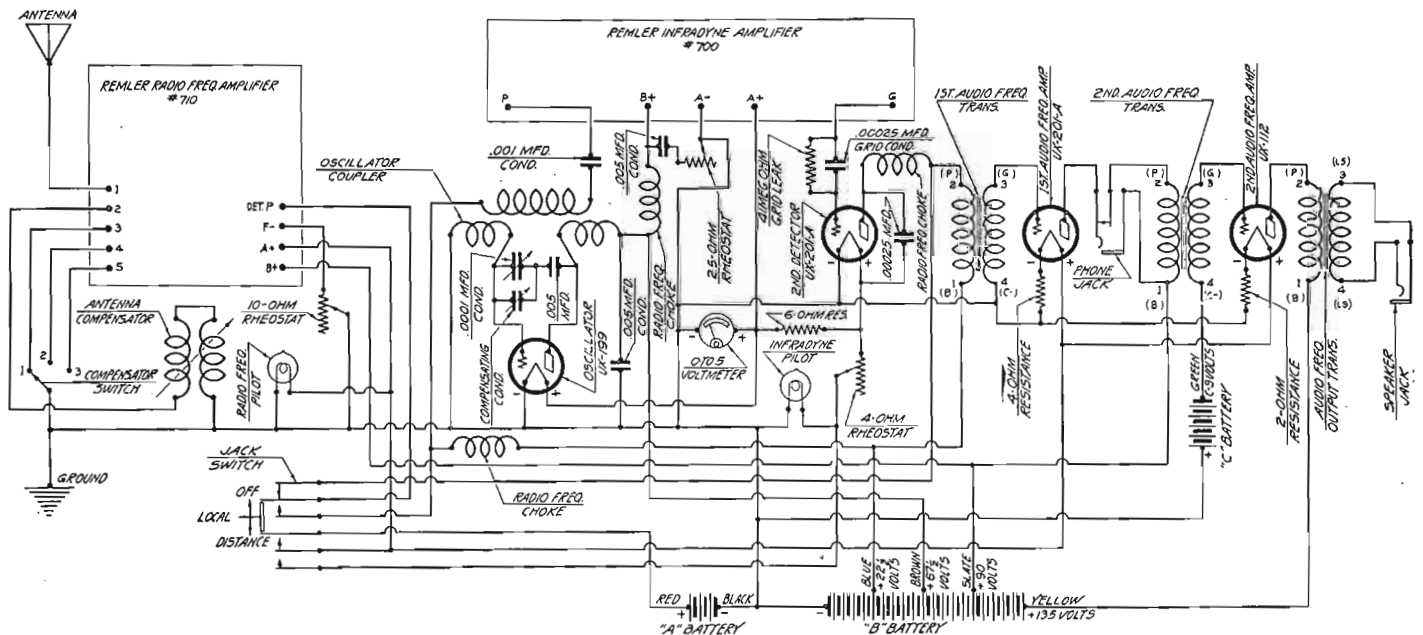 ANTENNA
REMLER RADIO FREQ. AMPLIFIER
#710
1
2
3
4
5
DET. P
F-
A+
B+
ANTENNA
COMPENSATOR
10-OHM
RHEOSTAT
1
2
3
COMPENSATOR
SWITCH
RADIO FREQ.
PILOT
GROUND
JACK
SWITCH
OFF
LOCAL
DISTANCE
REMLER INFRADYNE AMPLIFIER
#700
P
B+
A-
A+
G
.001 MFD.
COND.
OSCILLATOR
COUPLER
.005 MFD.
COND.
25-OHM
RHEOSTAT
RADIO FREQ.
CHOKE
.0001 MFD.
COND.
.005
MFD.
COMPENSATING
COND.
-
+
OSCILLATOR
UX-199
.005 MFD.
COND.
RADIO FREQ.
CHOKE
4 MEG OHM
GRID LEAK
.00025 MFD.
GRID COND.
2ND DETECTOR
UX-201A
-
+
.00025 MFD.
RADIO FREQ. CHOKE
-
+
0 TO 5
VOLTMETER
6-OHM RES.
INFRADYNE
PILOT
4-OHM
RHEOSTAT
1ST. AUDIO FREQ.
TRANS.
(P)
2
(G)
3
1
(B)
4
(C-)
1ST. AUDIO FREQ. AMP.
UX-201-A
-
+
4-OHM
RESISTANCE
PHONE
JACK
2ND. AUDIO FREQ.
TRANS.
(P)
2
(G)
3
1
(B)
4
(C-)
2ND AUDIO FREQ. AMP.
UX-112
-
+
2-OHM
RESISTANCE
GREEN
C-9 VOLTS
-
+
"C" BATTERY
(P)
2
(LS)
3
1
(B)
4
(LS)
AUDIO FREQ.
OUTPUT TRANS.
SPEAKER
JACK
RED
+
-
BLACK
"A" BATTERY
-
BLUE
+22½
VOLTS
BROWN
+67½
VOLTS
SLATE
+90
VOLTS
YELLOW
+135 VOLTS
"B" BATTERY